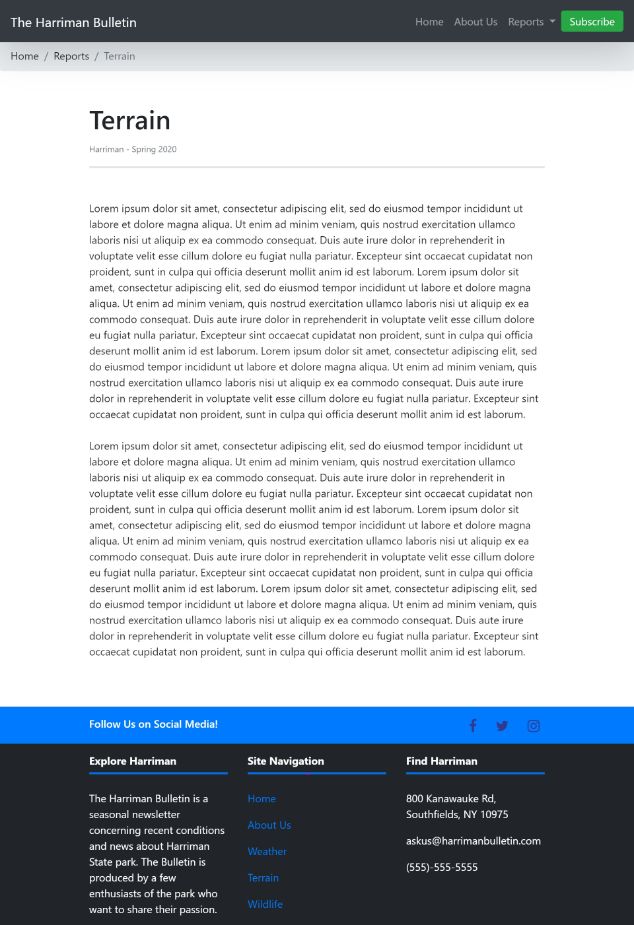 The Harriman Bulletin
Home About Us Reports Subscribe
Home / Reports / Terrain
Terrain
Harriman - Spring 2020
Lorem ipsum dolor sit amet, consectetur adipiscing elit, sed do eiusmod tempor incididunt ut
labore et dolore magna aliqua. Ut enim ad minim veniam, quis nostrud exercitation ullamco
laboris nisi ut aliquip ex ea commodo consequat. Duis aute irure dolor in reprehenderit in
voluptate velit esse cillum dolore eu fugiat nulla pariatur. Excepteur sint occaecat cupidatat non
proident, sunt in culpa qui officia deserunt mollit anim id est laborum. Lorem ipsum dolor sit
amet, consectetur adipiscing elit, sed do eiusmod tempor incididunt ut labore et dolore magna
aliqua. Ut enim ad minim veniam, quis nostrud exercitation ullamco laboris nisi ut aliquip ex ea
commodo consequat. Duis aute irure dolor in reprehenderit in voluptate velit esse cillum dolore
eu fugiat nulla pariatur. Excepteur sint occaecat cupidatat non proident, sunt in culpa qui officia
deserunt mollit anim id est laborum. Lorem ipsum dolor sit amet, consectetur adipiscing elit, sed
do eiusmod tempor incididunt ut labore et dolore magna aliqua. Ut enim ad minim veniam, quis
nostrud exercitation ullamco laboris nisi ut aliquip ex ea commodo consequat. Duis aute irure
dolor in reprehenderit in voluptate velit esse cillum dolore eu fugiat nulla pariatur. Excepteur sint
occaecat cupidatat non proident, sunt in culpa qui officia deserunt mollit anim id est laborum.
Lorem ipsum dolor sit amet, consectetur adipiscing elit, sed do eiusmod tempor incididunt ut
labore et dolore magna aliqua. Ut enim ad minim veniam, quis nostrud exercitation ullamco
laboris nisi ut aliquip ex ea commodo consequat. Duis aute irure dolor in reprehenderit in
voluptate velit esse cillum dolore eu fugiat nulla pariatur. Excepteur sint occaecat cupidatat non
proident, sunt in culpa qui officia deserunt mollit anim id est laborum. Lorem ipsum dolor sit
amet, consectetur adipiscing elit, sed do eiusmod tempor incididunt ut labore et dolore magna
aliqua. Ut enim ad minim veniam, quis nostrud exercitation ullamco laboris nisi ut aliquip ex ea
commodo consequat. Duis aute irure dolor in reprehenderit in voluptate velit esse cillum dolore
eu fugiat nulla pariatur. Excepteur sint occaecat cupidatat non proident, sunt in culpa qui officia
deserunt mollit anim id est laborum. Lorem ipsum dolor sit amet, consectetur adipiscing elit, sed
do eiusmod tempor incididunt ut labore et dolore magna aliqua. Ut enim ad minim veniam, quis
nostrud exercitation ullamco laboris nisi ut aliquip ex ea commodo consequat. Duis aute irure
dolor in reprehenderit in voluptate velit esse cillum dolore eu fugiat nulla pariatur. Excepteur sint
occaecat cupidatat non proident, sunt in culpa qui officia deserunt mollit anim id est laborum.
Follow Us on Social Media!
Explore Harriman
The Harriman Bulletin is a
seasonal newsletter
concerning recent conditions
and news about Harriman
State park. The Bulletin is
produced by a few
enthusiasts of the park who
want to share their passion.
Site Navigation
Home
About Us
Weather
Terrain
Wildlife
Find Harriman
800 Kanawauke Rd,
Southfields, NY 10975
askus@harrimanbulletin.com
(555)-555-5555